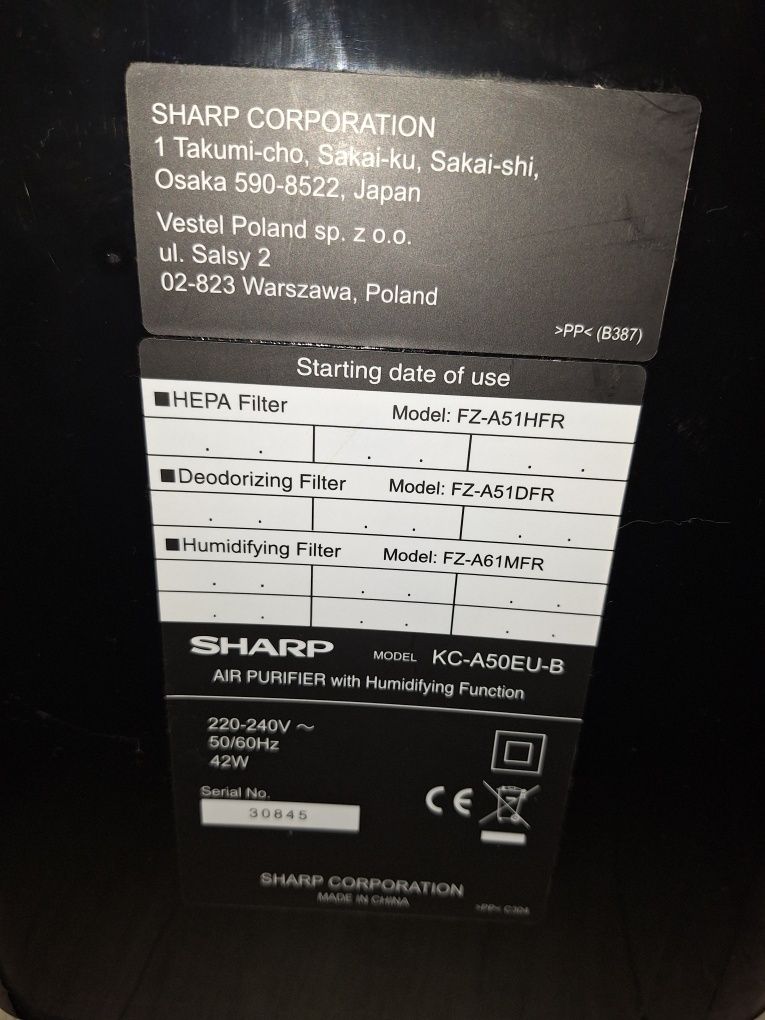 SHARP CORPORATION
1 Takumi-cho, Sakai-ku, Sakai-shi,
Osaka 590-8522, Japan
Vestel Poland sp. z o.o.
ul. Salsy 2
02-823 Warszawa, Poland
>PP< (B387)
Starting date of use
■HEPA Filter Model: FZ-A51HFR
. . . . . .
■Deodorizing Filter Model: FZ-A51DFR
. . . . . .
■Humidifying Filter Model: FZ-A61MFR
. . . . . .
. . . . . .
SHARP MODEL KC-A50EU-B
AIR PURIFIER with Humidifying Function
220-240V ~
50/60Hz
42W
Serial No.
30845
CE
SHARP CORPORATION
MADE IN CHINA
>PP< C304